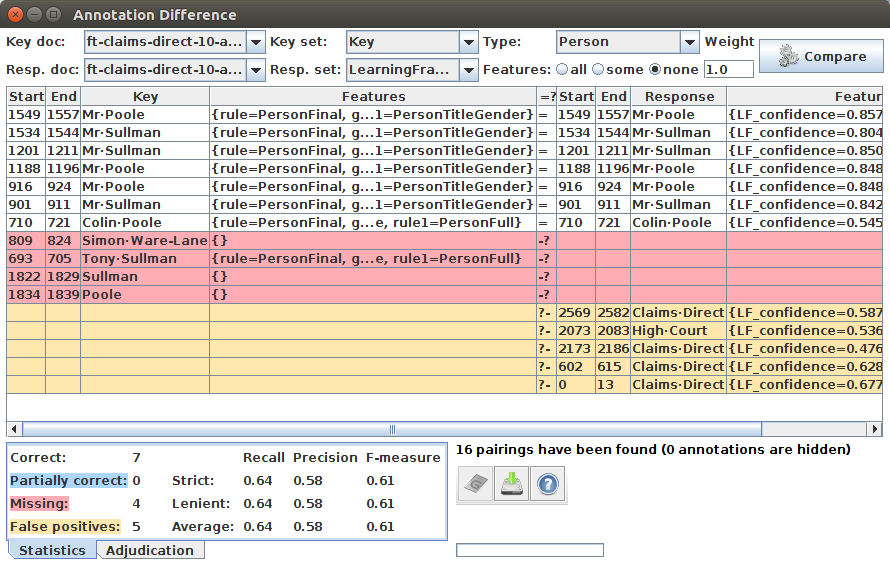 Annotation Difference
Key doc: ft-claims-direct-10-a... Key set: Key Type: Person Weight
Resp. doc: ft-claims-direct-10-a... Resp. set: LearningFra... Features: all some none 1.0 Compare
Start End Key Features =? Start End Response Featur
1549 1557 Mr·Poole {rule=PersonFinal, g...1=PersonTitleGender} = 1549 1557 Mr·Poole {LF_confidence=0.857
1534 1544 Mr·Sullman {rule=PersonFinal, g...1=PersonTitleGender} = 1534 1544 Mr·Sullman {LF_confidence=0.804
1201 1211 Mr·Sullman {rule=PersonFinal, g...1=PersonTitleGender} = 1201 1211 Mr·Sullman {LF_confidence=0.850
1188 1196 Mr·Poole {rule=PersonFinal, g...1=PersonTitleGender} = 1188 1196 Mr·Poole {LF_confidence=0.848
916 924 Mr·Poole {rule=PersonFinal, g...1=PersonTitleGender} = 916 924 Mr·Poole {LF_confidence=0.848
901 911 Mr·Sullman {rule=PersonFinal, g...1=PersonTitleGender} = 901 911 Mr·Sullman {LF_confidence=0.842
710 721 Colin·Poole {rule=PersonFinal, g...e, rule1=PersonFull} = 710 721 Colin·Poole {LF_confidence=0.545
809 824 Simon·Ware-Lane {} -?
693 705 Tony·Sullman {rule=PersonFinal, g...e, rule1=PersonFull} -?
1822 1829 Sullman {} -?
1834 1839 Poole {} -?
?- 2569 2582 Claims·Direct {LF_confidence=0.587
?- 2073 2083 High·Court {LF_confidence=0.536
?- 2173 2186 Claims·Direct {LF_confidence=0.476
?- 602 615 Claims·Direct {LF_confidence=0.628
?- 0 13 Claims·Direct {LF_confidence=0.677
Correct: 7 Recall Precision F-measure
Partially correct: 0 Strict: 0.64 0.58 0.61
Missing: 4 Lenient: 0.64 0.58 0.61
False positives: 5 Average: 0.64 0.58 0.61
16 pairings have been found (0 annotations are hidden)
Statistics Adjudication